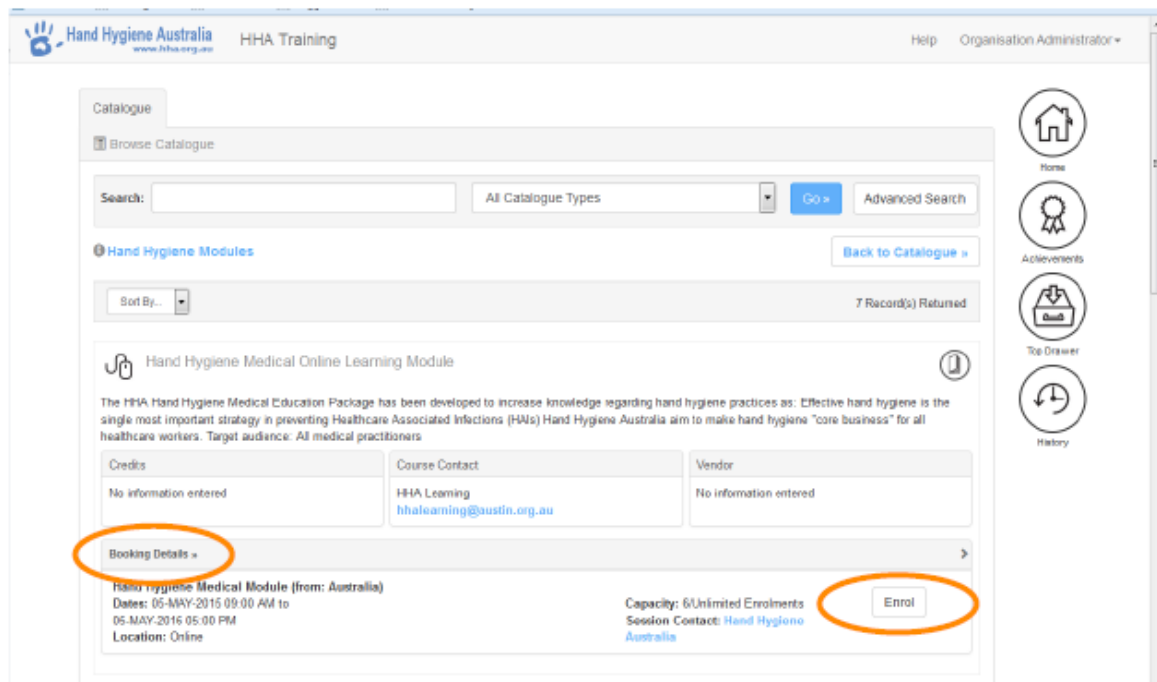 Hand Hygiene Australia
www.hha.org.au
HHA Training
Help
Organisation Administrator
Catalogue
Browse Catalogue
Search:
All Catalogue Types
Go »
Advanced Search
Hand Hygiene Modules
Back to Catalogue »
Sort By...
7 Record(s) Returned
Hand Hygiene Medical Online Learning Module
The HHA Hand Hygiene Medical Education Package has been developed to increase knowledge regarding hand hygiene practices as: Effective hand hygiene is the
single most important strategy in preventing Healthcare Associated Infections (HAIs) Hand Hygiene Australia aim to make hand hygiene "core business" for all
healthcare workers. Target audience: All medical practitioners
Credits
Course Contact
Vendor
No information entered
HHA Learning
hhalearning@austin.org.au
No information entered
Booking Details »
Hand Hygiene Medical Module (from: Australia)
Dates: 05-MAY-2015 09:00 AM to
05-MAY-2016 05:00 PM
Location: Online
Capacity: 6/Unlimited Enrolments
Session Contact: Hand Hygiene
Australia
Enrol
Home
Achievements
Top Drawer
History